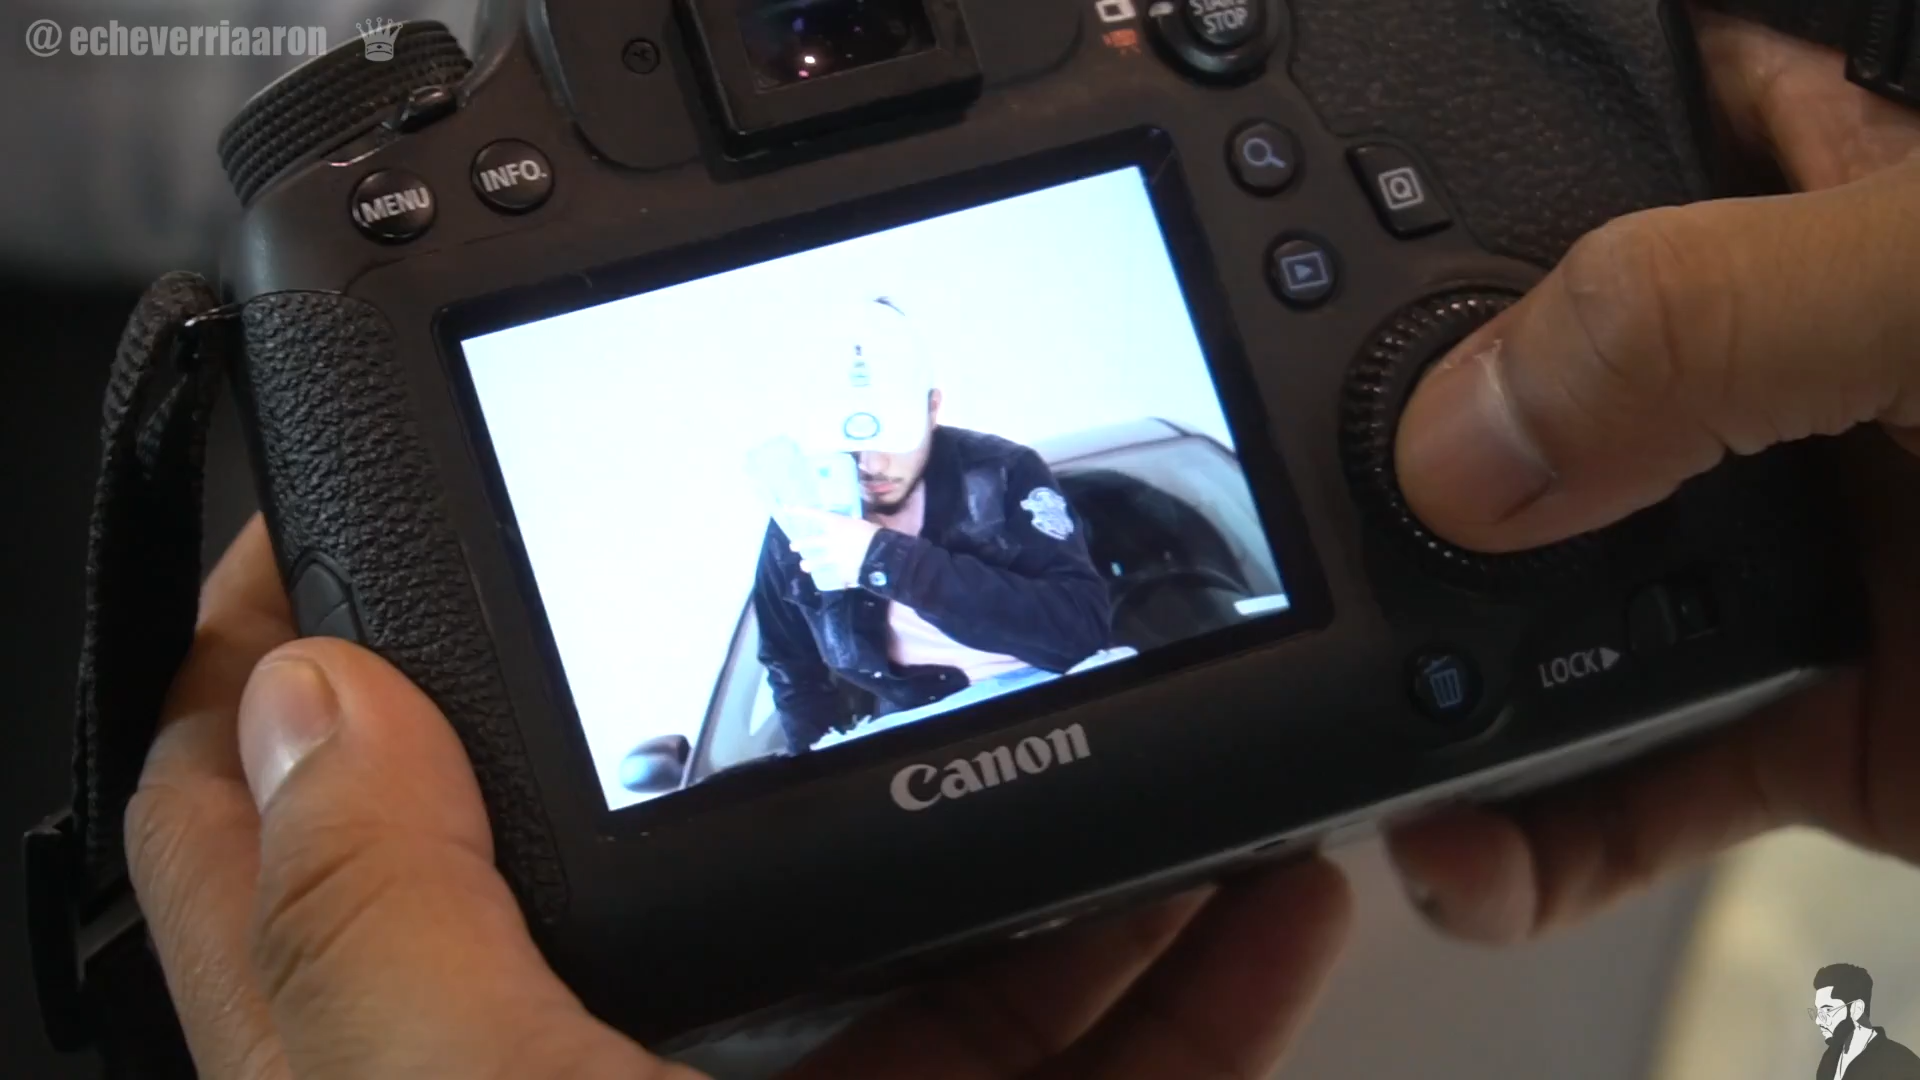 @echeverriaaron
START
STOP
INFO.
MENU
Q
Canon
LOCK